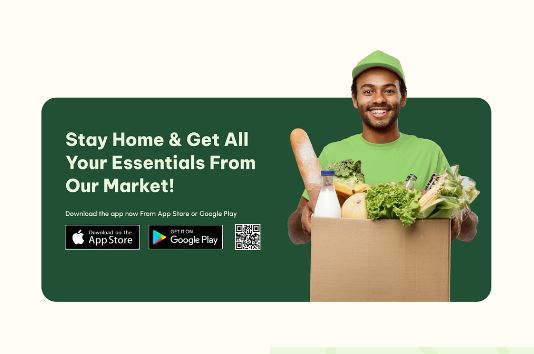 Stay Home & Get All
Your Essentials From
Our Market!
Download the app now From App Store or Google Play
Download on the
App Store
GET IT ON
Google Play